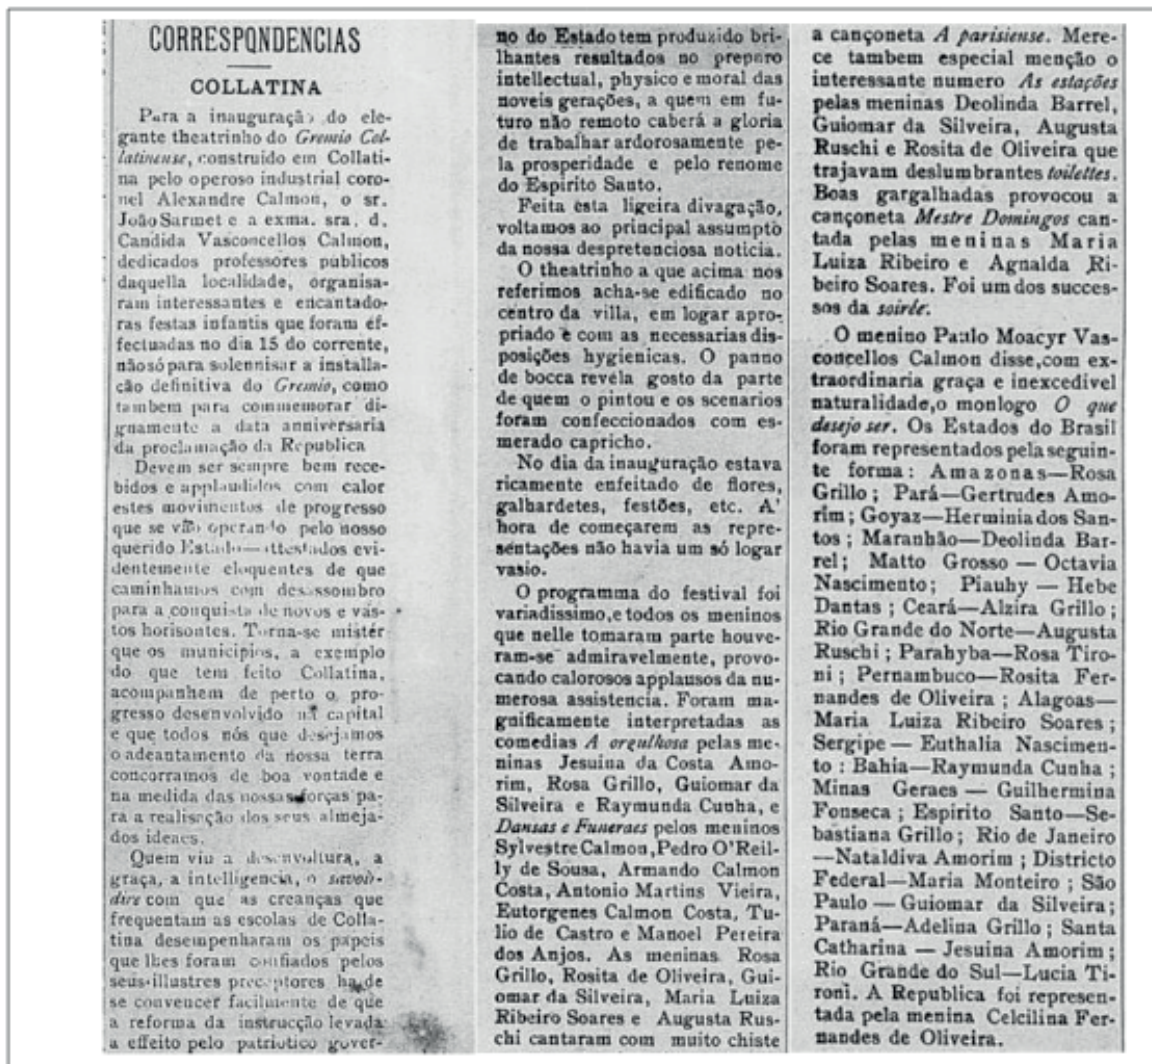 CORRESPONDENCIAS
COLLATINA
Para a inauguração do ele-
gante theatrinho do Gremio Col-
latinense, construido em Collati-
na pelo operoso industrial coro-
nel Alexandre Calmon, o sr.
João Sarmet e a exma. sra. d.
Candida Vasconcellos Calmon,
dedicados professores publicos
daquella localidade, organisa-
ram interessantes e encantado-
ras festas infantis que foram ef-
fectuadas no dia 15 do corrente,
não só para solennisar a installa-
ção definitiva do Gremio, como
tambem para commemorar di-
gnamente a data anniversaria
da proclamação da Republica
Devem ser sempre bem rece-
bidos e applaudidos com calor
estes movimentos de progresso
que se vão operando pelo nosso
querido Estado—attestados evi-
dentemente eloquentes de que
caminhamos com desassombro
para a conquista de novos e vas-
tos horisontes. Torna-se mistér
que os municipios, a exemplo
do que tem feito Collatina,
acompanhem de perto o pro-
gresso desenvolvido na capital
e que todos nós que desejamos
o adeantamento da nossa terra
concorramos de boa vontade e
na medida das nossas forças pa-
ra a realisação dos seus almeja-
dos ideaes.
Quem viu a desenvoltura, a
graça, a intelligencia, o savoir-
dire com que as creanças que
frequentam as escolas de Colla-
tina desempenharam os papeis
que lhes foram confiados pelos
seus illustres preceptores ha de
se convencer facilmente de que
a reforma da instrucção levada
a effeito pelo patriotico gover-
no do Estado tem produzido bri-
lhantes resultados no preparo
intellectual, physico e moral das
noveis gerações, a quem em fu-
turo não remoto caberá a gloria
de trabalhar ardorosamente pe-
la prosperidade e pelo renome
do Espirito Santo.
Feita esta ligeira divagação,
voltamos ao principal assumpto
da nossa despretenciosa noticia.
O theatrinho a que acima nos
referimos acha-se edificado no
centro da villa, em logar apro-
priado e com as necessarias dis-
posições hygienicas. O panno
de bocca revela gosto da parte
de quem o pintou e os scenarios
foram confeccionados com es-
merado capricho.
No dia da inauguração estava
ricamente enfeitado de flores,
galhardetes, festões, etc. A'
hora de começarem as repre-
sentações não havia um só logar
vasio.
O programma do festival foi
variadissimo,e todos os meninos
que nelle tomaram parte houve-
ram-se admiravelmente, provo-
cando calorosos applausos da nu-
merosa assistencia. Foram ma-
gnificamente interpretadas as
comedias A orgulhosa pelas me-
ninas Jesuina da Costa Amo-
rim, Rosa Grillo, Guiomar da
Silveira e Raymunda Cunha, e
Dansas e Funeraes pelos meninos
Sylvestre Calmon,Pedro O'Reil-
ly de Sousa, Armando Calmon
Costa, Antonio Martins Vieira,
Eutorgenes Calmon Costa, Tu-
lio de Castro e Manoel Pereira
dos Anjos. As meninas Rosa
Grillo, Rosita de Oliveira, Gui-
omar da Silveira, Maria Luiza
Ribeiro Soares e Augusta Rus-
chi cantaram com muito chiste
a cançoneta A parisiense. Mere-
ce tambem especial menção o
interessante numero As estações
pelas meninas Deolinda Barrel,
Guiomar da Silveira, Augusta
Ruschi e Rosita de Oliveira que
trajavam deslumbrantes toilettes.
Boas gargalhadas provocou a
cançoneta Mestre Domingos can-
tada pelas meninas Maria
Luiza Ribeiro e Agnalda Ri-
beiro Soares. Foi um dos succes-
sos da soirée.
O menino Paulo Moacyr Vas-
concellos Calmon disse,com ex-
traordinaria graça e inexcedivel
naturalidade,o monlogo O que
desejo ser. Os Estados do Brasil
foram representados pela seguin-
te forma: Amazonas—Rosa
Grillo; Pará—Gertrudes Amo-
rim; Goyaz—Herminia dos San-
tos; Maranhão—Deolinda Bar-
rel; Matto Grosso—Octavia
Nascimento; Piauhy—Hebe
Dantas; Ceará—Alzira Grillo;
Rio Grande do Norte—Augusta
Ruschi; Parahyba—Rosa Tiro-
ni; Pernambuco—Rosita Fer-
nandes de Oliveira; Alagoas—
Maria Luiza Ribeiro Soares;
Sergipe—Euthalia Nascimen-
to: Bahia—Raymunda Cunha;
Minas Geraes—Guilhermina
Fonseca; Espirito Santo—Se-
bastiana Grillo; Rio de Janeiro
—Nataldiva Amorim; Districto
Federal—Maria Monteiro; São
Paulo—Guiomar da Silveira;
Paraná—Adelina Grillo; Santa
Catharina—Jesuina Amorim;
Rio Grande do Sul—Lucia Ti-
roni. A Republica foi represen-
tada pela menina Celcilina Fer-
nandes de Oliveira.